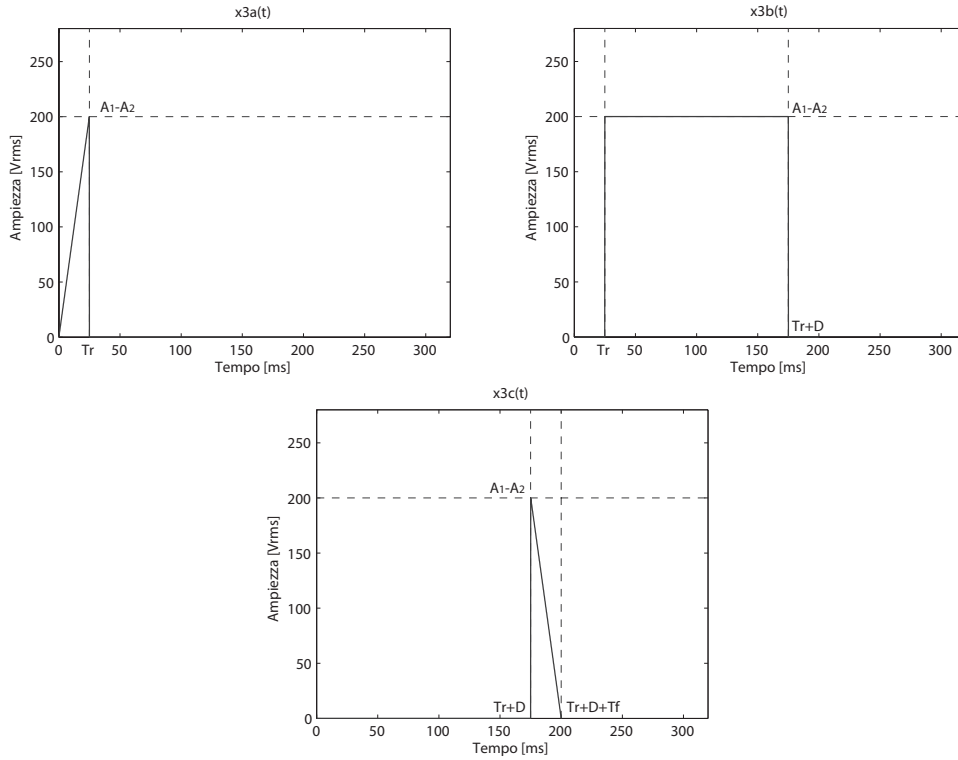 x3a(t)
250
200
150
100
50
0
Ampiezza [Vrms]
A1-A2
0 Tr 50 100 150 200 250 300
Tempo [ms]
x3b(t)
250
200
150
100
50
0
Ampiezza [Vrms]
A1-A2
Tr+D
0 Tr 50 100 150 200 250 300
Tempo [ms]
x3c(t)
250
200
150
100
50
0
Ampiezza [Vrms]
A1-A2
Tr+D Tr+D+Tf
0 50 100 150 200 250 300
Tempo [ms]